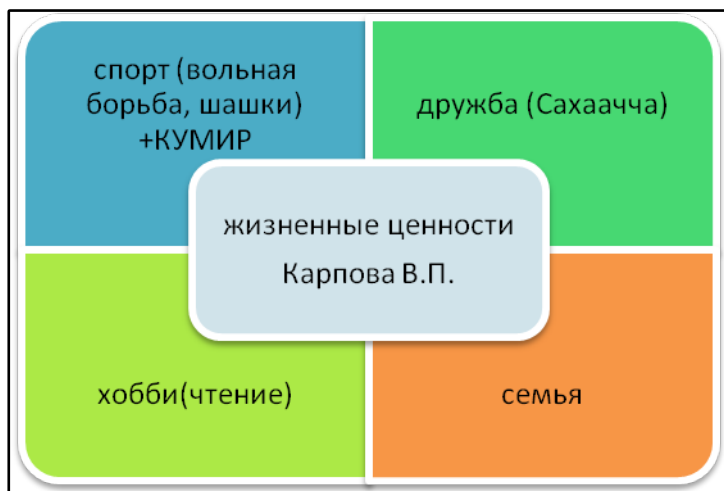 спорт (вольная
борьба, шашки)
+КУМИР
дружба (Сахаачча)
жизненные ценности
Карпова В.П.
хобби(чтение)
семья